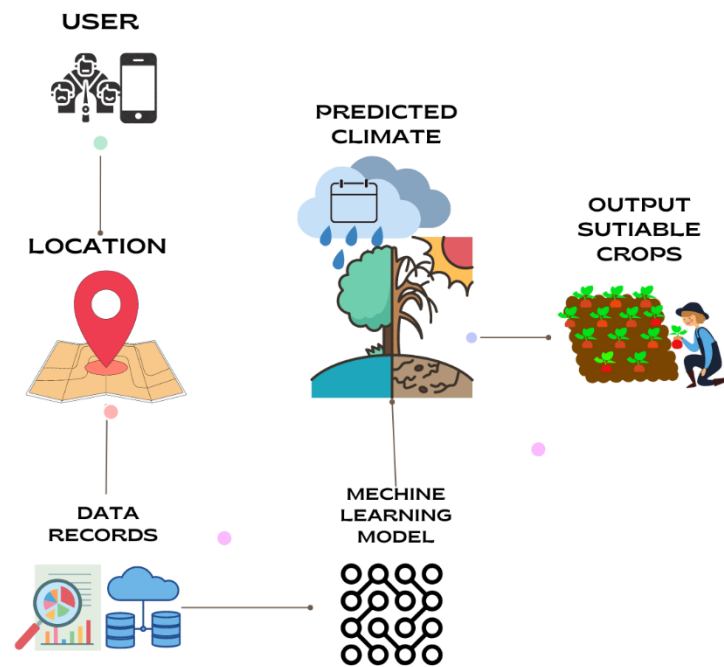 USER
LOCATION
DATA
RECORDS
MECHINE
LEARNING
MODEL
PREDICTED
CLIMATE
OUTPUT
SUTIABLE
CROPS